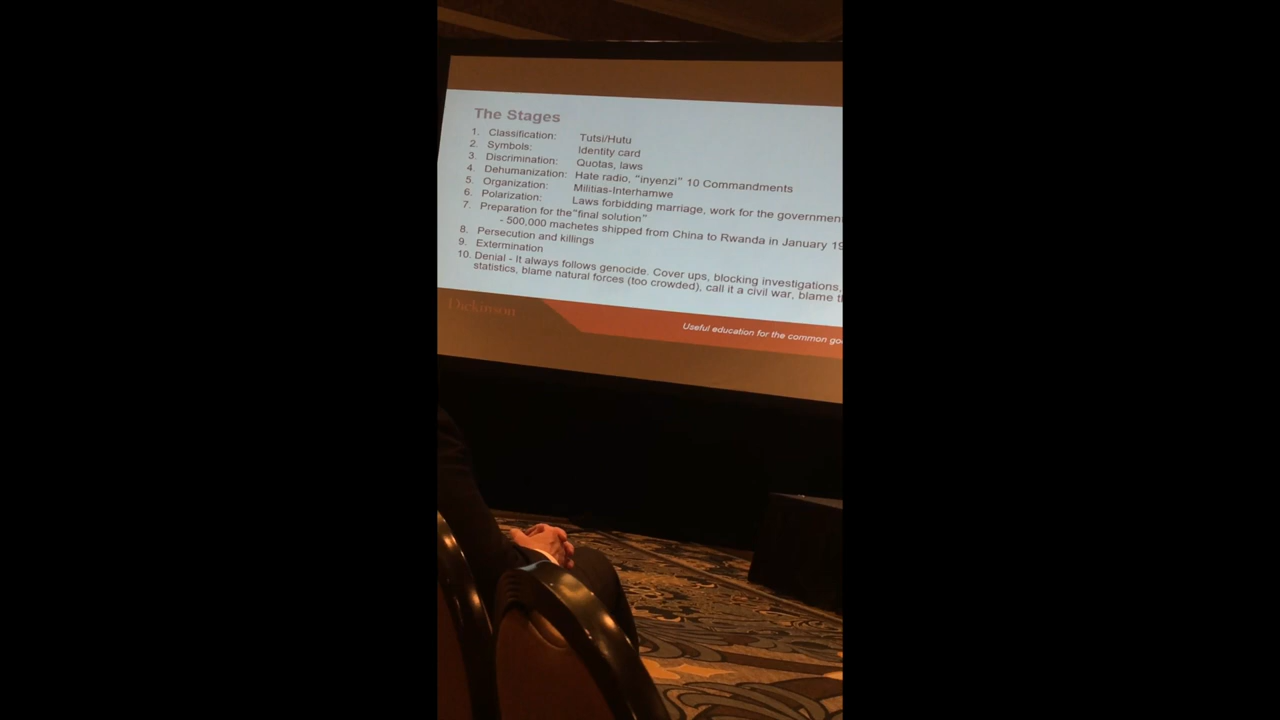 The Stages
1. Classification: Tutsi/Hutu
2. Symbols: Identity card
3. Discrimination: Quotas, laws
4. Dehumanization: Hate radio, "inyenzi" 10 Commandments
5. Organization: Militias-Interhamwe
6. Polarization: Laws forbidding marriage, work for the governmen
7. Preparation for the"final solution"
- 500,000 machetes shipped from China to Rwanda in January 19
8. Persecution and killings
9. Extermination
10. Denial - It always follows genocide. Cover ups, blocking investigations,
statistics, blame natural forces (too crowded), call it a civil war, blame th
Dickinson
Useful education for the common goo